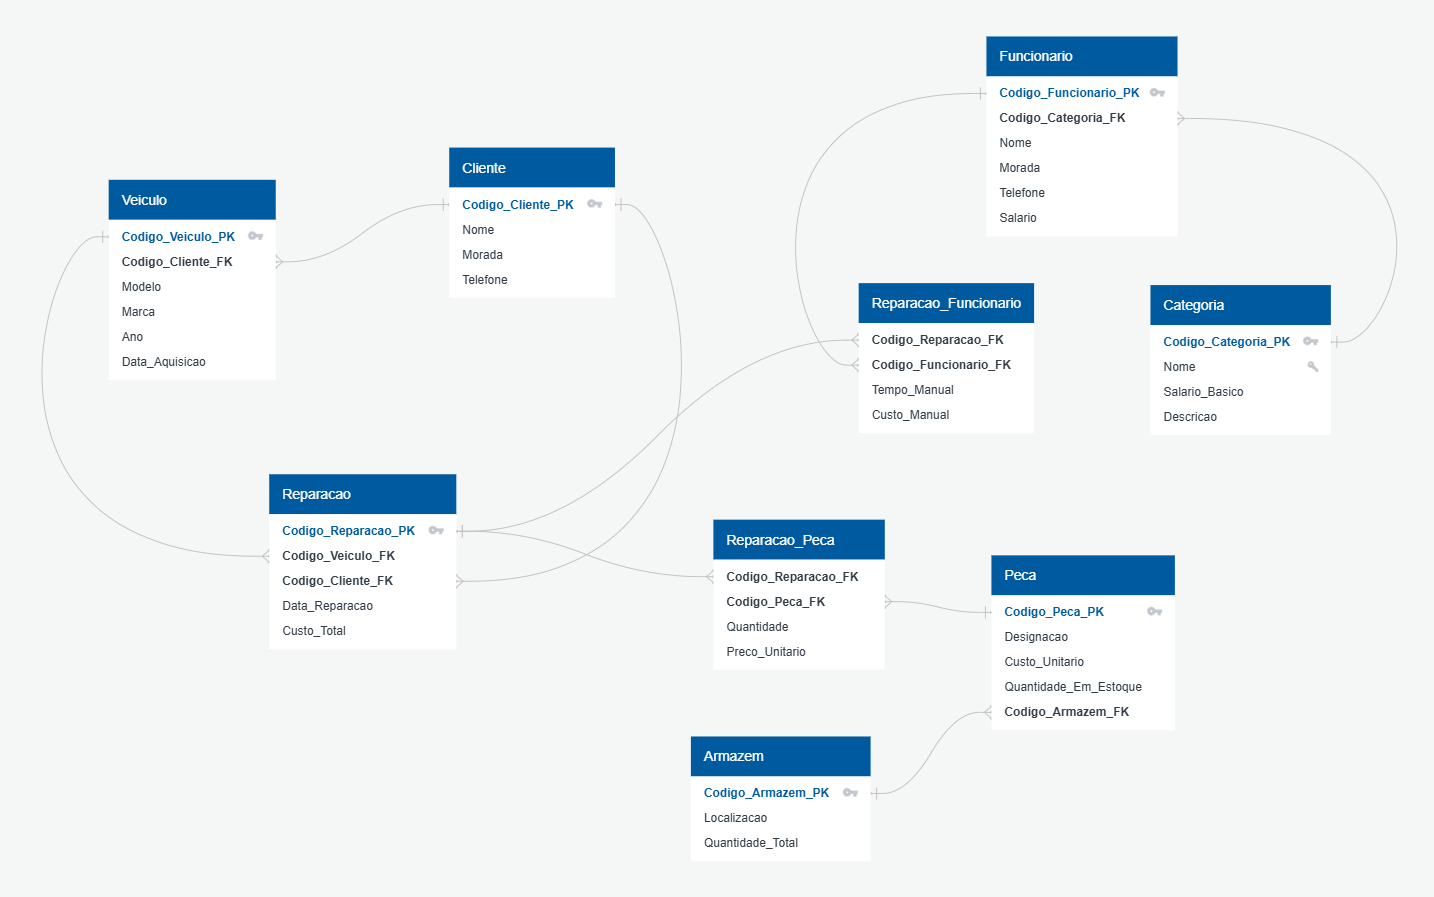 Funcionario
Codigo_Funcionario_PK
Codigo_Categoria_FK
Nome
Morada
Telefone
Salario
Cliente
Codigo_Cliente_PK
Nome
Morada
Telefone
Veiculo
Codigo_Veiculo_PK
Codigo_Cliente_FK
Modelo
Marca
Ano
Data_Aquisicao
Reparacao_Funcionario
Codigo_Reparacao_FK
Codigo_Funcionario_FK
Tempo_Manual
Custo_Manual
Categoria
Codigo_Categoria_PK
Nome
Salario_Basico
Descricao
Reparacao
Codigo_Reparacao_PK
Codigo_Veiculo_FK
Codigo_Cliente_FK
Data_Reparacao
Custo_Total
Reparacao_Peca
Codigo_Reparacao_FK
Codigo_Peca_FK
Quantidade
Preco_Unitario
Peca
Codigo_Peca_PK
Designacao
Custo_Unitario
Quantidade_Em_Estoque
Codigo_Armazem_FK
Armazem
Codigo_Armazem_PK
Localizacao
Quantidade_Total